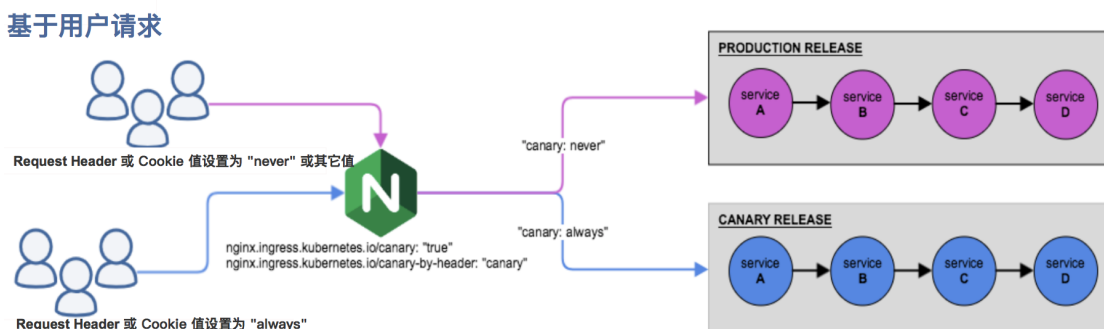 基于用户请求
PRODUCTION RELEASE
service
A
service
B
service
C
service
D
Request Header 或 Cookie 值设置为 "never" 或其它值
"canary: never"
N
CANARY RELEASE
"canary: always"
nginx.ingress.kubernetes.io/canary: "true"
nginx.ingress.kubernetes.io/canary-by-header: "canary"
service
A
service
B
service
C
service
D
Request Header 或 Cookie 值设置为 "always"